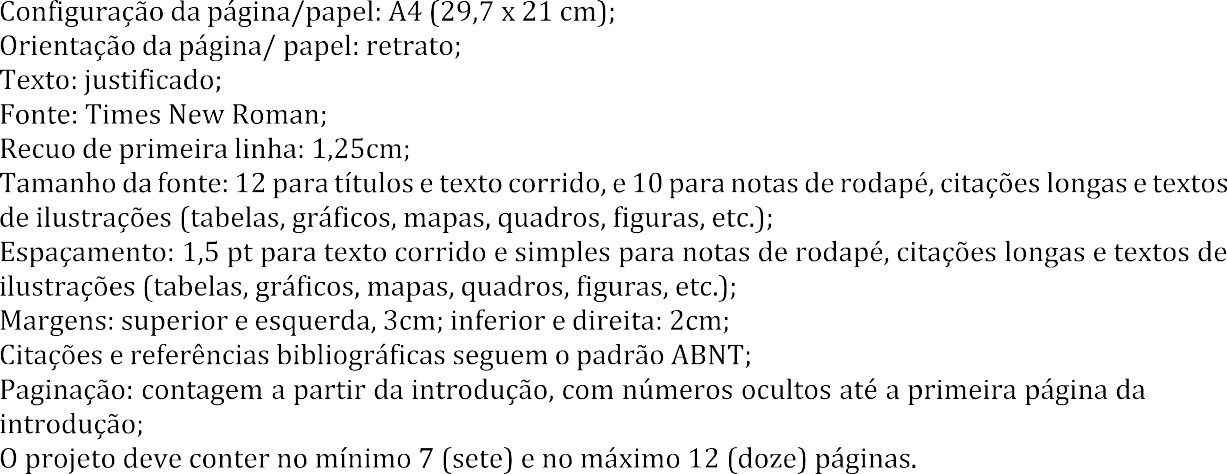 Configuração da página/papel: A4 (29,7 x 21 cm);
Orientação da página/ papel: retrato;
Texto: justificado;
Fonte: Times New Roman;
Recuo de primeira linha: 1,25cm;
Tamanho da fonte: 12 para títulos e texto corrido, e 10 para notas de rodapé, citações longas e textos
de ilustrações (tabelas, gráficos, mapas, quadros, figuras, etc.);
Espaçamento: 1,5 pt para texto corrido e simples para notas de rodapé, citações longas e textos de
ilustrações (tabelas, gráficos, mapas, quadros, figuras, etc.);
Margens: superior e esquerda, 3cm; inferior e direita: 2cm;
Citações e referências bibliográficas seguem o padrão ABNT;
Paginação: contagem a partir da introdução, com números ocultos até a primeira página da
introdução;
O projeto deve conter no mínimo 7 (sete) e no máximo 12 (doze) páginas.